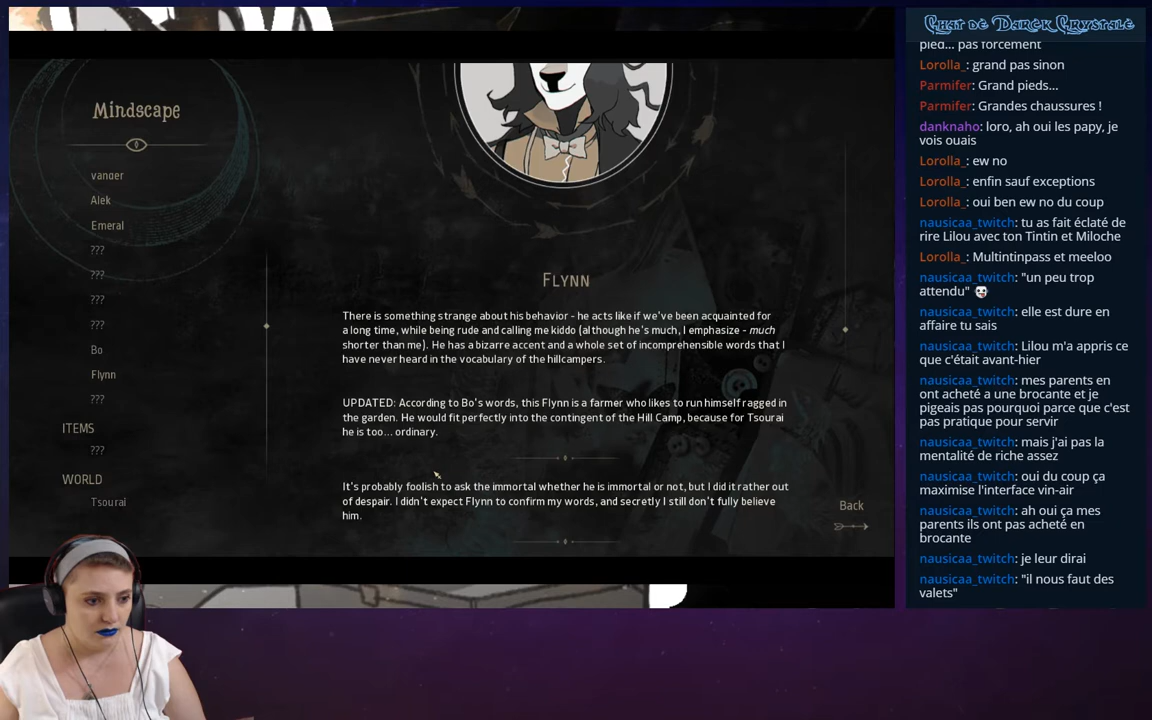 Mindscape
vander
Alek
Emeral
???
???
???
???
Bo
Flynn
???
ITEMS
???
WORLD
Tsourai
FLYNN
There is something strange about his behavior - he acts like if we've been acquainted for
a long time, while being rude and calling me kiddo (although he's much, I emphasize - much
shorter than me). He has a bizarre accent and a whole set of incomprehensible words that I
have never heard in the vocabulary of the hillcampers.
UPDATED: According to Bo's words, this Flynn is a farmer who likes to run himself ragged in
the garden. He would fit perfectly into the contingent of the Hill Camp, because for Tsourai
he is too... ordinary.
It's probably foolish to ask the immortal whether he is immortal or not, but I did it rather out
of despair. I didn't expect Flynn to confirm my words, and secretly I still don't fully believe
him.
Back
Chat de Darck Crystale
pied... pas forcement
Lorolla_: grand pas sinon
Parmifer: Grand pieds...
Parmifer: Grandes chaussures !
danknaho: loro, ah oui les papy, je
vois ouais
Lorolla_: ew no
Lorolla_: enfin sauf exceptions
Lorolla_: oui ben ew no du coup
nausicaa_twitch: tu as fait éclaté de
rire Lilou avec ton Tintin et Miloche
Lorolla_: Multintinpass et meeloo
nausicaa_twitch: "un peu trop
attendu"
nausicaa_twitch: elle est dure en
affaire tu sais
nausicaa_twitch: Lilou m'a appris ce
que c'était avant-hier
nausicaa_twitch: mes parents en
ont acheté a une brocante et je
pigeais pas pourquoi parce que c'est
pas pratique pour servir
nausicaa_twitch: mais j'ai pas la
mentalité de riche assez
nausicaa_twitch: oui du coup ça
maximise l'interface vin-air
nausicaa_twitch: ah oui ça mes
parents ils ont pas acheté en
brocante
nausicaa_twitch: je leur dirai
nausicaa_twitch: "il nous faut des
valets"